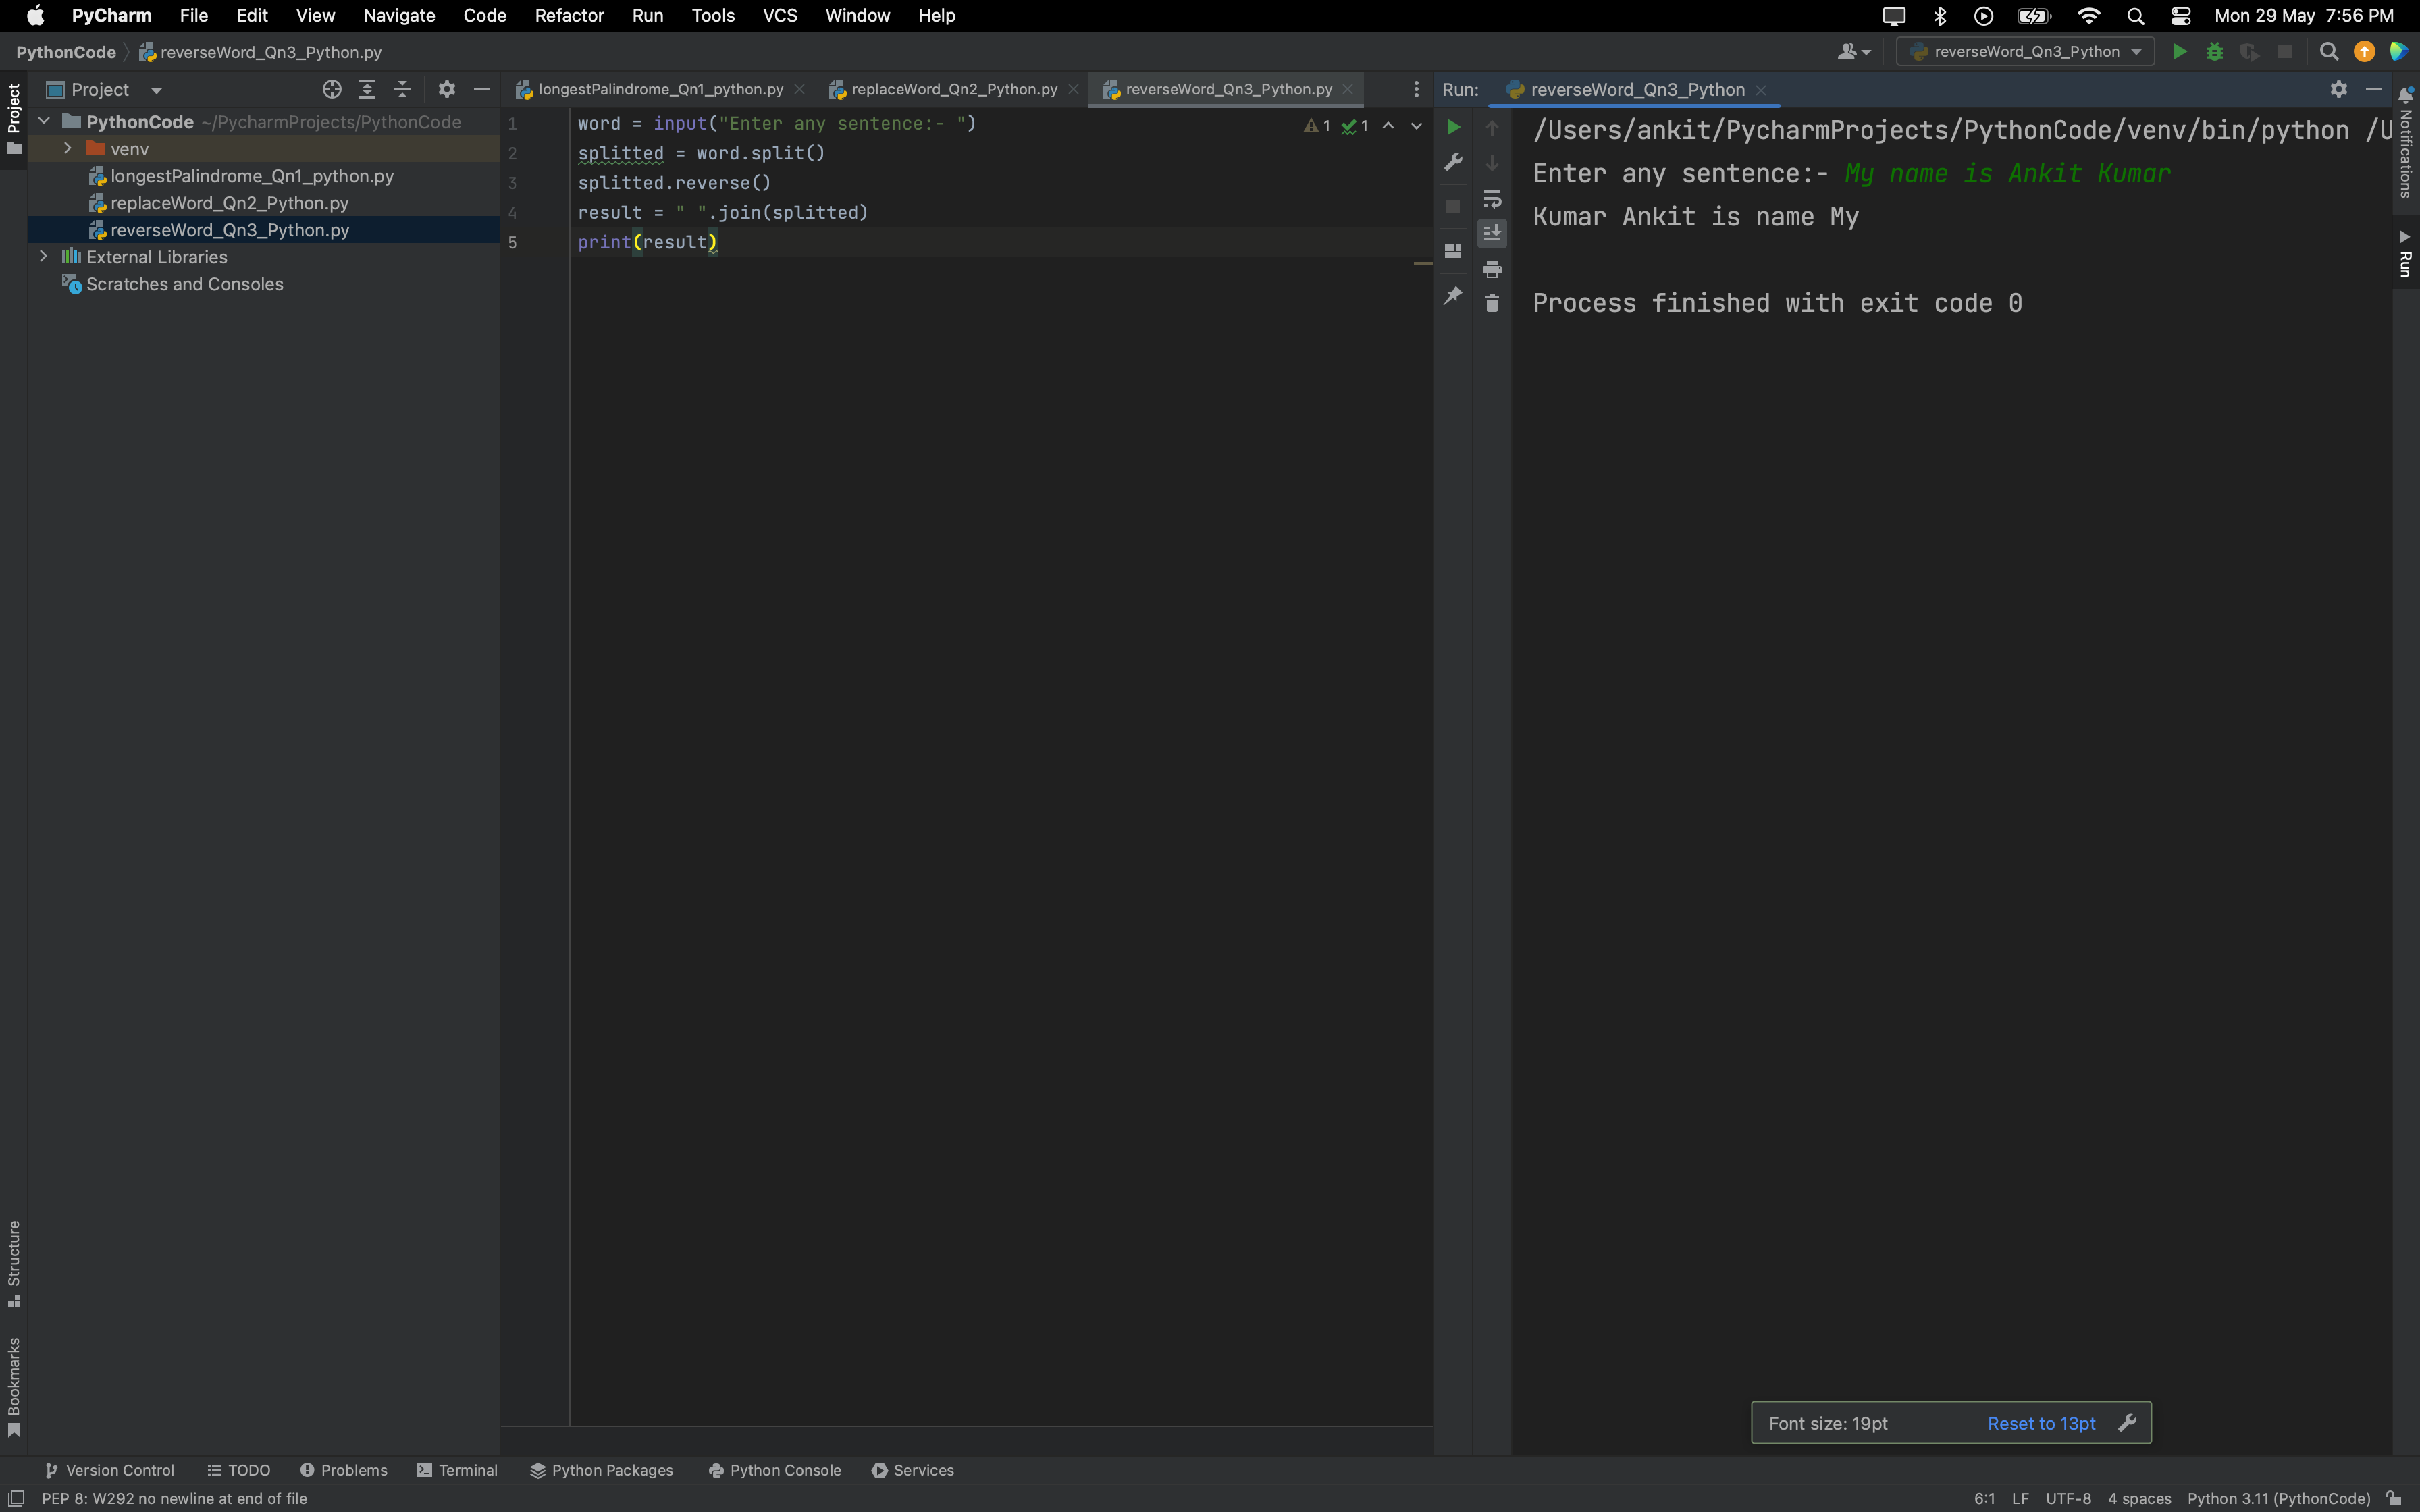 PyCharm File Edit View Navigate Code Refactor Run Tools VCS Window Help Mon 29 May 7:56 PM
PythonCode reverseWord_Qn3_Python.py reverseWord_Qn3_Python
Project longestPalindrome_Qn1_python.py replaceWord_Qn2_Python.py reverseWord_Qn3_Python.py Run: reverseWord_Qn3_Python
Project
PythonCode ~/PycharmProjects/PythonCode
venv
longestPalindrome_Qn1_python.py
replaceWord_Qn2_Python.py
reverseWord_Qn3_Python.py
External Libraries
Scratches and Consoles
1 word = input("Enter any sentence:- ") 1 1
2 splitted = word.split()
3 splitted.reverse()
4 result = " ".join(splitted)
5 print(result)
/Users/ankit/PycharmProjects/PythonCode/venv/bin/python /U
Enter any sentence:- My name is Ankit Kumar
Kumar Ankit is name My
Process finished with exit code 0
Notifications
Run
Structure
Bookmarks
Font size: 19pt Reset to 13pt
Version Control TODO Problems Terminal Python Packages Python Console Services
PEP 8: W292 no newline at end of file 6:1 LF UTF-8 4 spaces Python 3.11 (PythonCode)